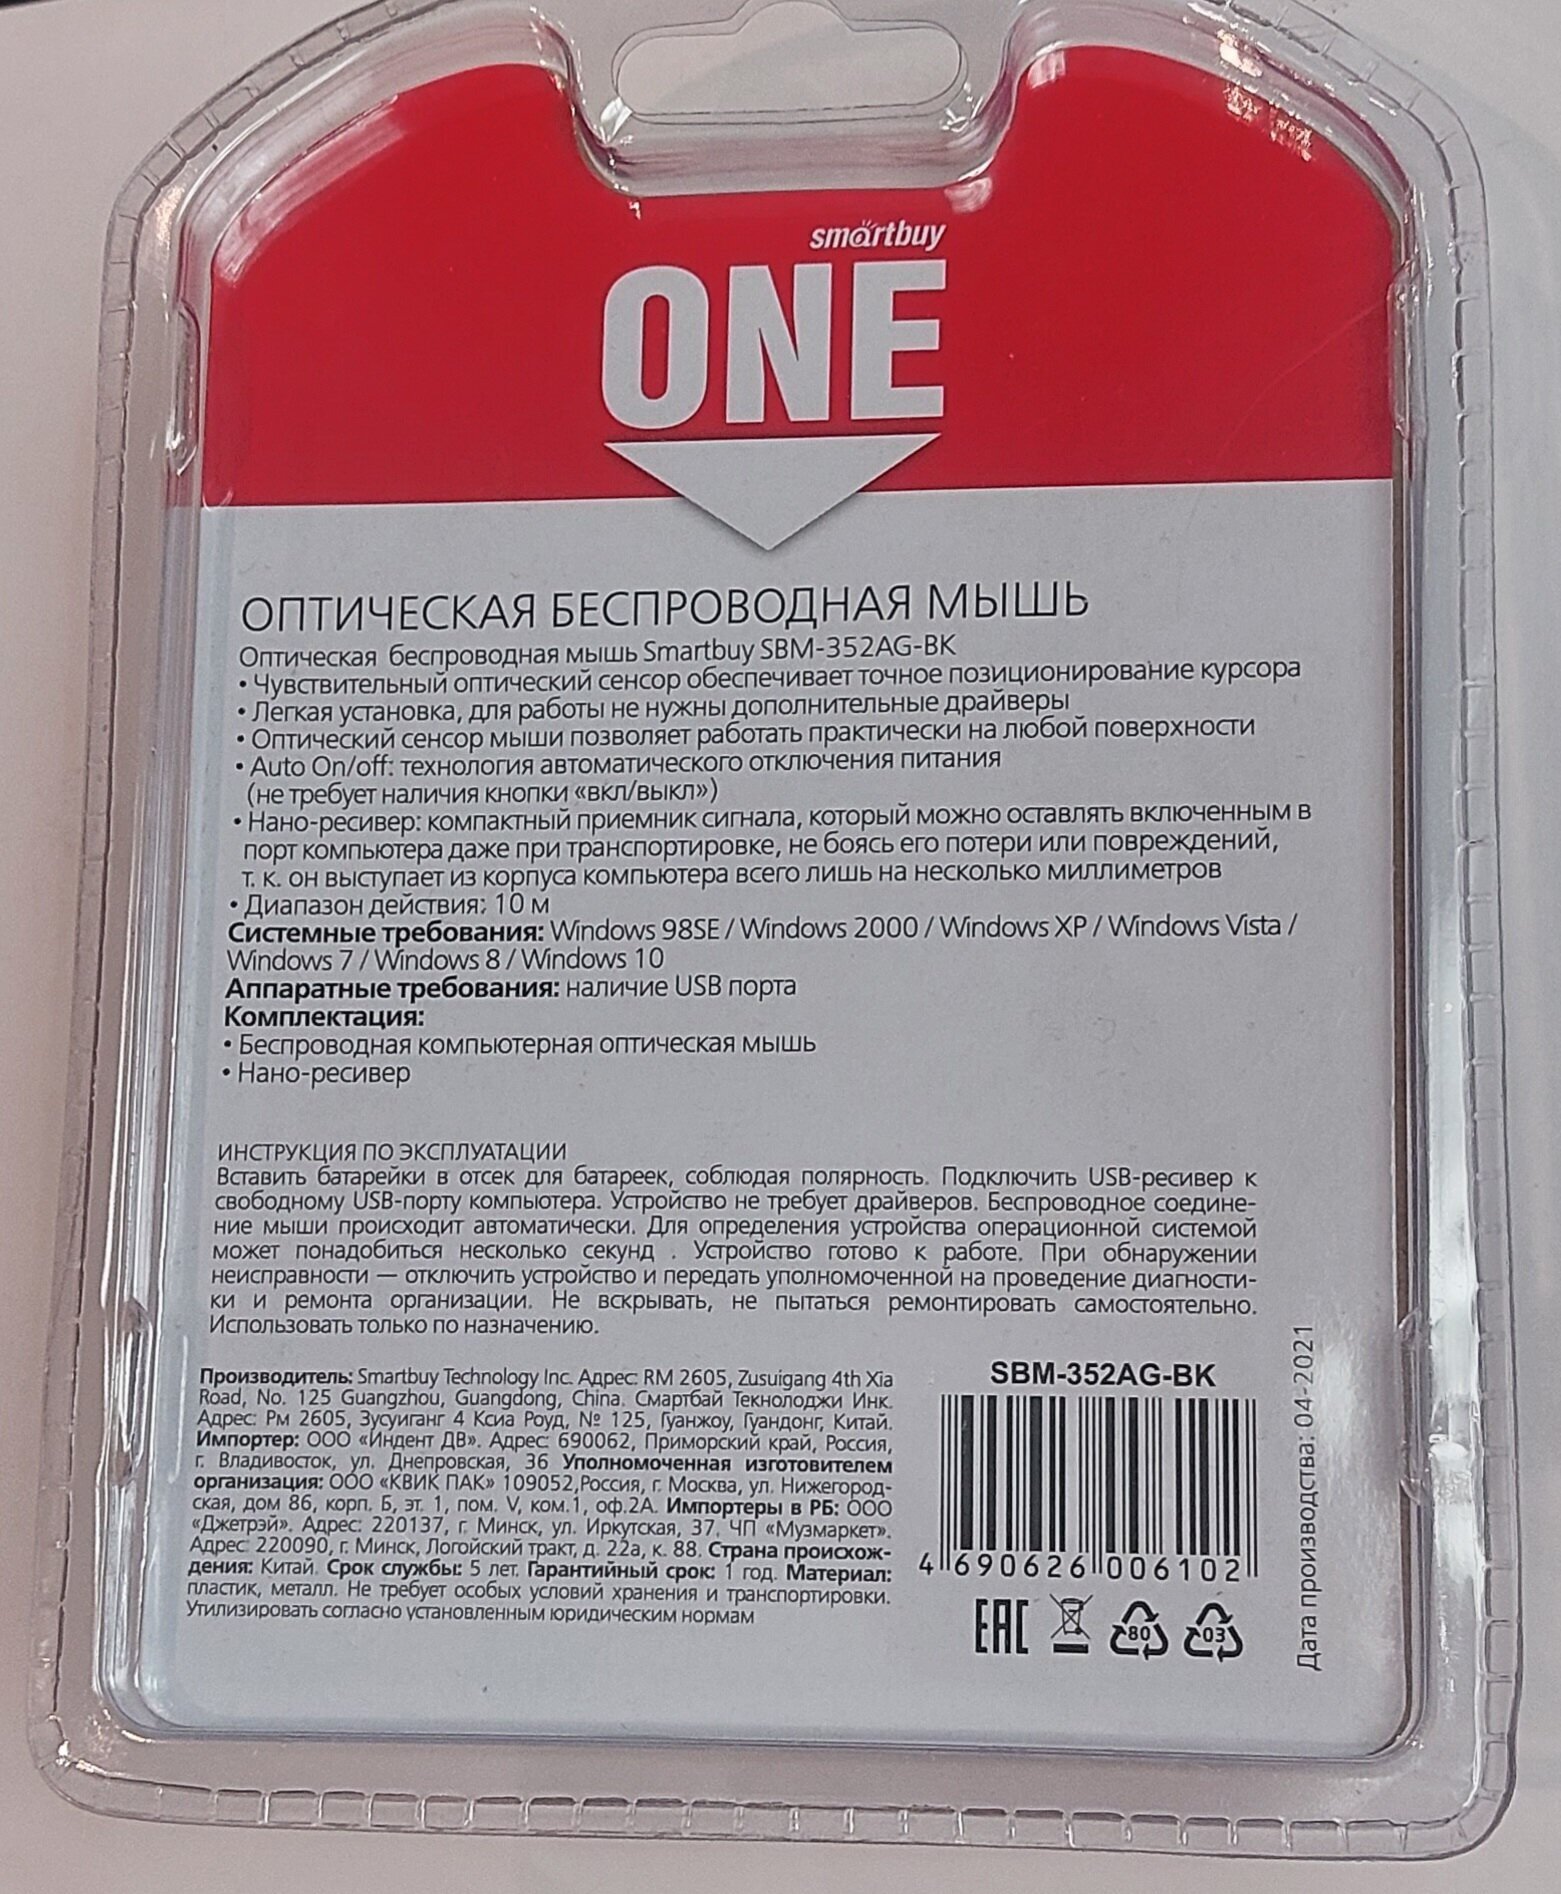 smartbuy
ONE
ОПТИЧЕСКАЯ БЕСПРОВОДНАЯ МЫШЬ
Оптическая беспроводная мышь Smartbuy SBM-352AG-BK
• Чувствительный оптический сенсор обеспечивает точное позиционирование курсора
• Легкая установка, для работы не нужны дополнительные драйверы
• Оптический сенсор мыши позволяет работать практически на любой поверхности
• Auto On/off: технология автоматического отключения питания
(не требует наличия кнопки «вкл/выкл»)
• Нано-ресивер: компактный приемник сигнала, который можно оставлять включенным в
порт компьютера даже при транспортировке, не боясь его потери или повреждений,
т. к. он выступает из корпуса компьютера всего лишь на несколько миллиметров
• Диапазон действия: 10 м
Системные требования: Windows 98SE / Windows 2000 / Windows XP / Windows Vista /
Windows 7 / Windows 8 / Windows 10
Аппаратные требования: наличие USB порта
Комплектация:
• Беспроводная компьютерная оптическая мышь
• Нано-ресивер
ИНСТРУКЦИЯ ПО ЭКСПЛУАТАЦИИ
Вставить батарейки в отсек для батареек, соблюдая полярность. Подключить USB-ресивер к
свободному USB-порту компьютера. Устройство не требует драйверов. Беспроводное соедине-
ние мыши происходит автоматически. Для определения устройства операционной системой
может понадобиться несколько секунд . Устройство готово к работе. При обнаружении
неисправности — отключить устройство и передать уполномоченной на проведение диагности-
ки и ремонта организации. Не вскрывать, не пытаться ремонтировать самостоятельно.
Использовать только по назначению.
Производитель: Smartbuy Technology Inc. Адрес: RM 2605, Zusuigang 4th Xia
Road, No. 125 Guangzhou, Guangdong, China. Смартбай Текнолоджи Инк.
Адрес: Рм 2605, Зусуиганг 4 Ксиа Роуд, № 125, Гуанжоу, Гуандонг, Китай.
Импортер: ООО «Индент ДВ». Адрес: 690062, Приморский край, Россия,
г. Владивосток, ул. Днепровская, 36 Уполномоченная изготовителем
организация: ООО «КВИК ПАК» 109052,Россия, г. Москва, ул. Нижегород-
ская, дом 86, корп. Б, эт. 1, пом. V, ком.1, оф.2А. Импортеры в РБ: ООО
«Джетрэй». Адрес: 220137, г. Минск, ул. Иркутская, 37. ЧП «Музмаркет».
Адрес: 220090, г. Минск, Логойский тракт, д. 22а, к. 88. Страна происхож-
дения: Китай. Срок службы: 5 лет. Гарантийный срок: 1 год. Материал:
пластик, металл. Не требует особых условий хранения и транспортировки.
Утилизировать согласно установленным юридическим нормам
SBM-352AG-BK
4 690626 006102
EAC
80
03
Дата производства: 04-2021